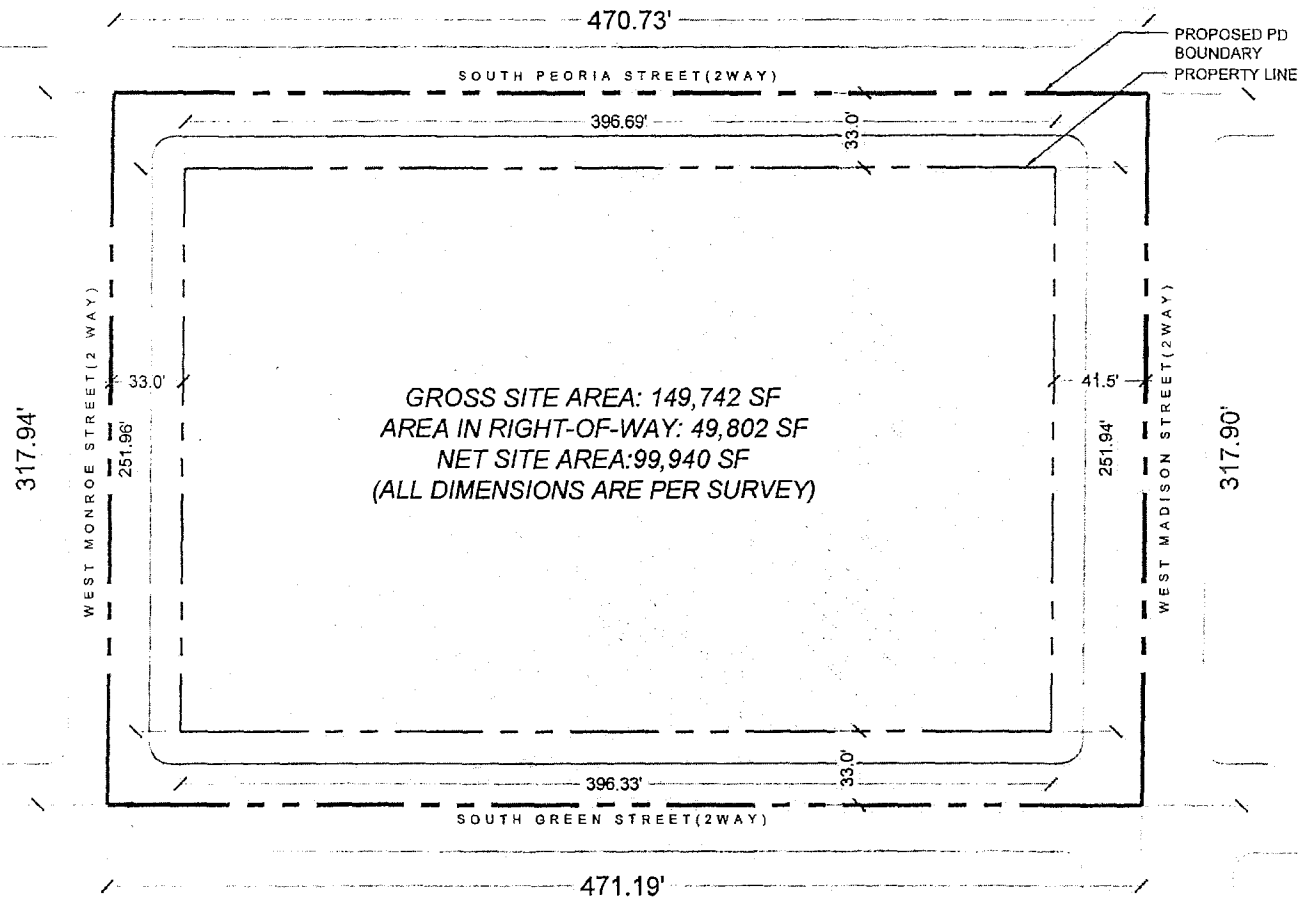 470.73'
PROPOSED PD
BOUNDARY
PROPERTY LINE
SOUTH PEORIA STREET(2WAY)
396.69'
33.0'
WEST MONROE STREET(2 WAY)
317.94'
33.0'
251.96'
GROSS SITE AREA: 149,742 SF
AREA IN RIGHT-OF-WAY: 49,802 SF
NET SITE AREA:99,940 SF
(ALL DIMENSIONS ARE PER SURVEY)
41.5'
251.94'
WEST MADISON STREET(2WAY)
317.90'
33.0'
396.33'
SOUTH GREEN STREET(2WAY)
471.19'